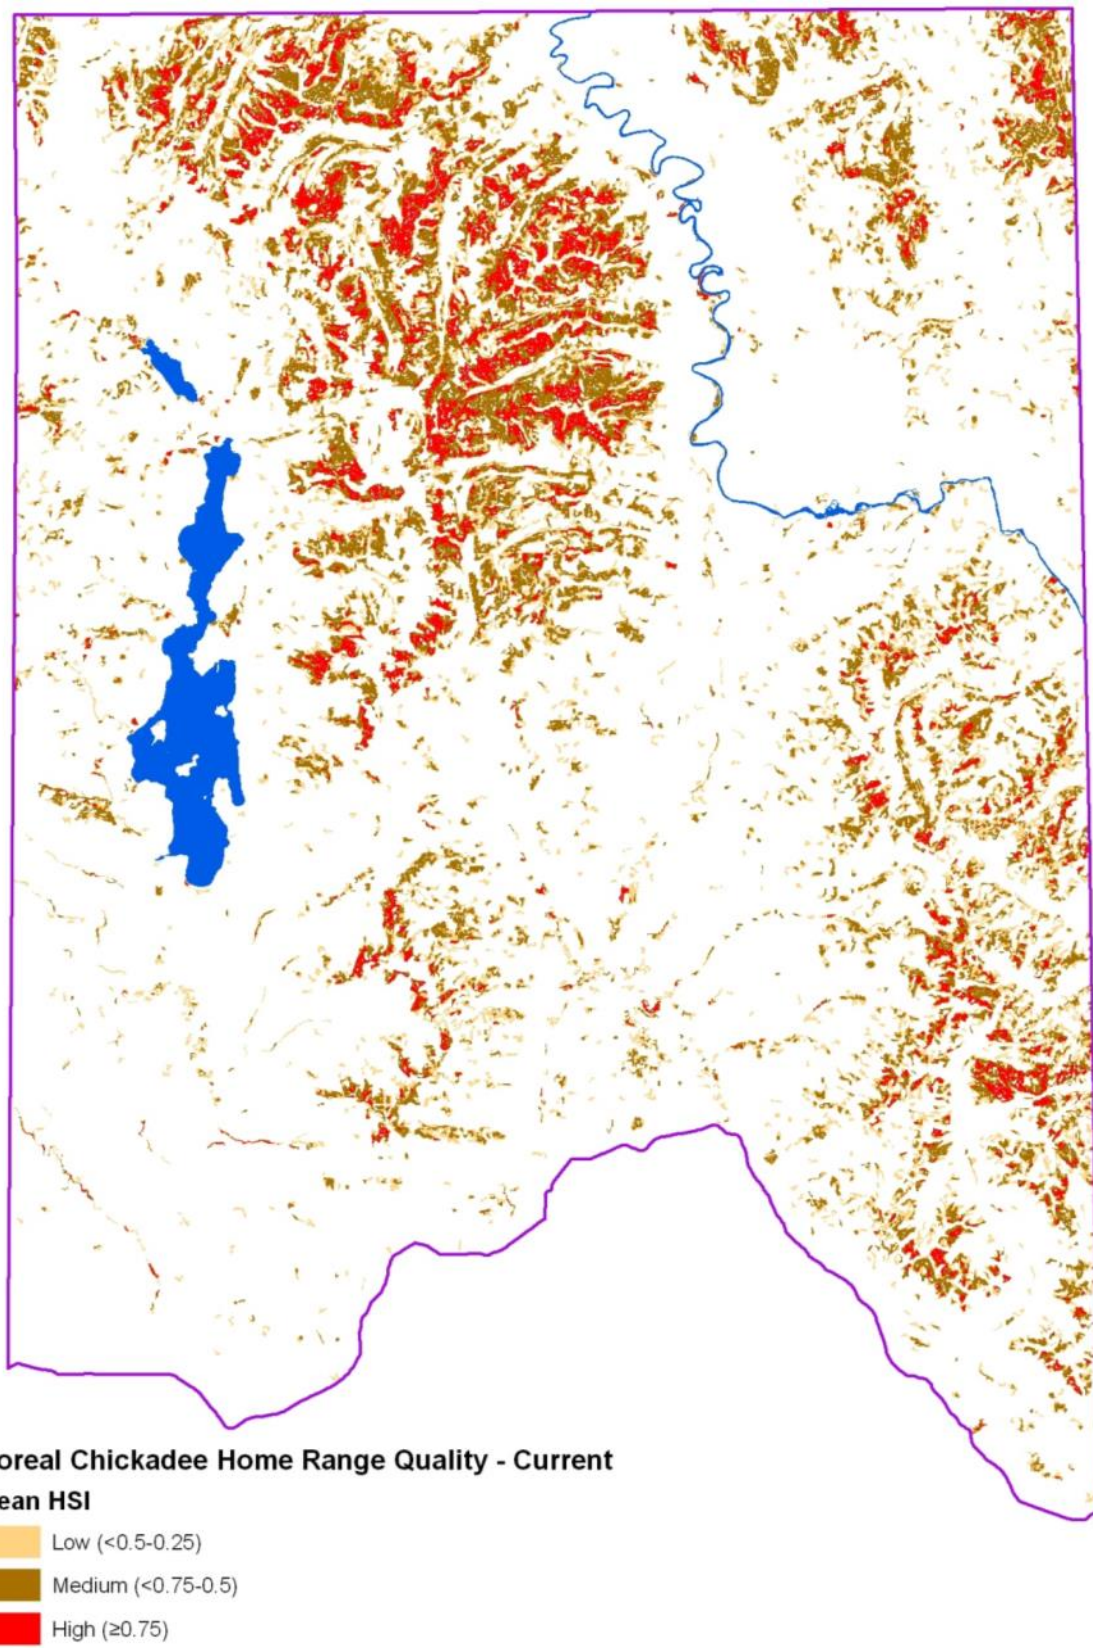 oreal Chickadee Home Range Quality - Current
ean HSI
Low (<0.5-0.25)
Medium (<0.75-0.5)
High (≥0.75)